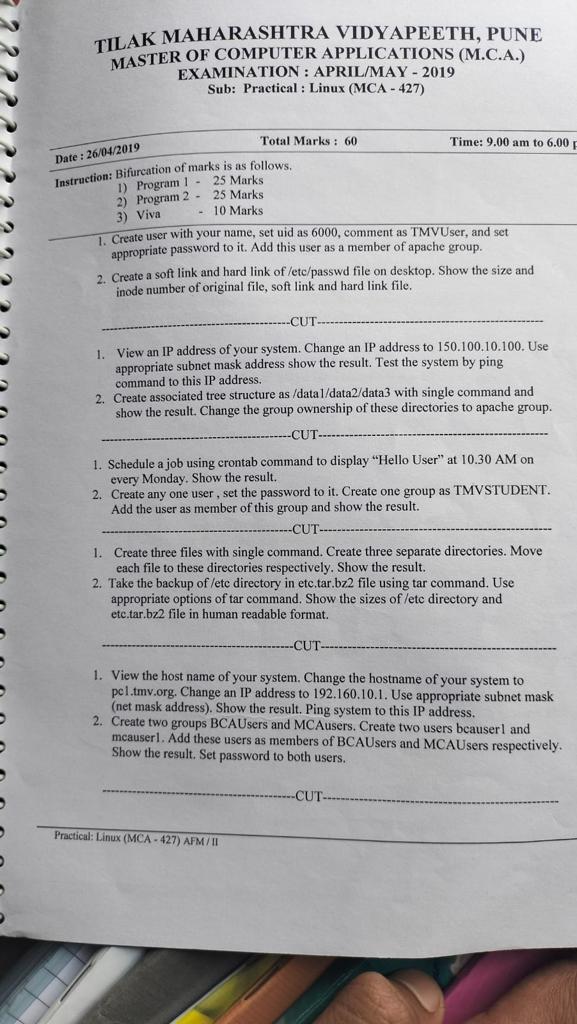 TILAK MAHARASHTRA VIDYAPEETH, PUNE
MASTER OF COMPUTER APPLICATIONS (M.C.A.)
EXAMINATION : APRIL/MAY - 2019
Sub: Practical : Linux (MCA - 427)
Date : 26/04/2019 Total Marks : 60 Time: 9.00 am to 6.00
Instruction: Bifurcation of marks is as follows.
1) Program 1 - 25 Marks
2) Program 2 - 25 Marks
3) Viva - 10 Marks
1. Create user with your name, set uid as 6000, comment as TMVUser, and set
appropriate password to it. Add this user as a member of apache group.
2. Create a soft link and hard link of /etc/passwd file on desktop. Show the size and
inode number of original file, soft link and hard link file.
----------------------------------------CUT------------------------------------------------
1. View an IP address of your system. Change an IP address to 150.100.10.100. Use
appropriate subnet mask address show the result. Test the system by ping
command to this IP address.
2. Create associated tree structure as /data1/data2/data3 with single command and
show the result. Change the group ownership of these directories to apache group.
----------------------------------------CUT------------------------------------------------
1. Schedule a job using crontab command to display “Hello User” at 10.30 AM on
every Monday. Show the result.
2. Create any one user , set the password to it. Create one group as TMVSTUDENT.
Add the user as member of this group and show the result.
----------------------------------------CUT------------------------------------------------
1. Create three files with single command. Create three separate directories. Move
each file to these directories respectively. Show the result.
2. Take the backup of /etc directory in etc.tar.bz2 file using tar command. Use
appropriate options of tar command. Show the sizes of /etc directory and
etc.tar.bz2 file in human readable format.
----------------------------------------CUT------------------------------------------------
1. View the host name of your system. Change the hostname of your system to
pc1.tmv.org. Change an IP address to 192.160.10.1. Use appropriate subnet mask
(net mask address). Show the result. Ping system to this IP address.
2. Create two groups BCAUsers and MCAusers. Create two users bcauser1 and
mcauser1. Add these users as members of BCAUsers and MCAUsers respectively.
Show the result. Set password to both users.
----------------------------------------CUT------------------------------------------------
Practical: Linux (MCA - 427) AFM / II